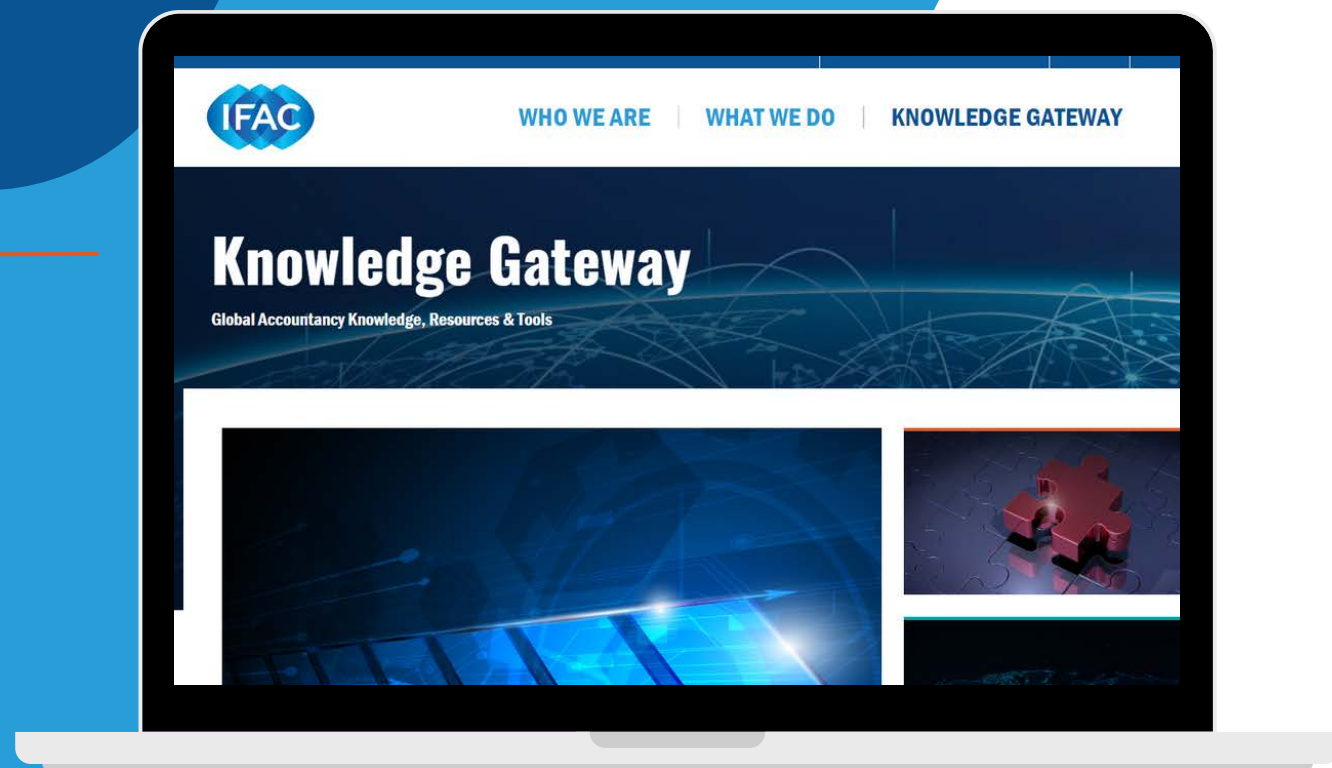 IFAC
WHO WE ARE
WHAT WE DO
KNOWLEDGE GATEWAY
Knowledge Gateway
Global Accountancy Knowledge, Resources & Tools